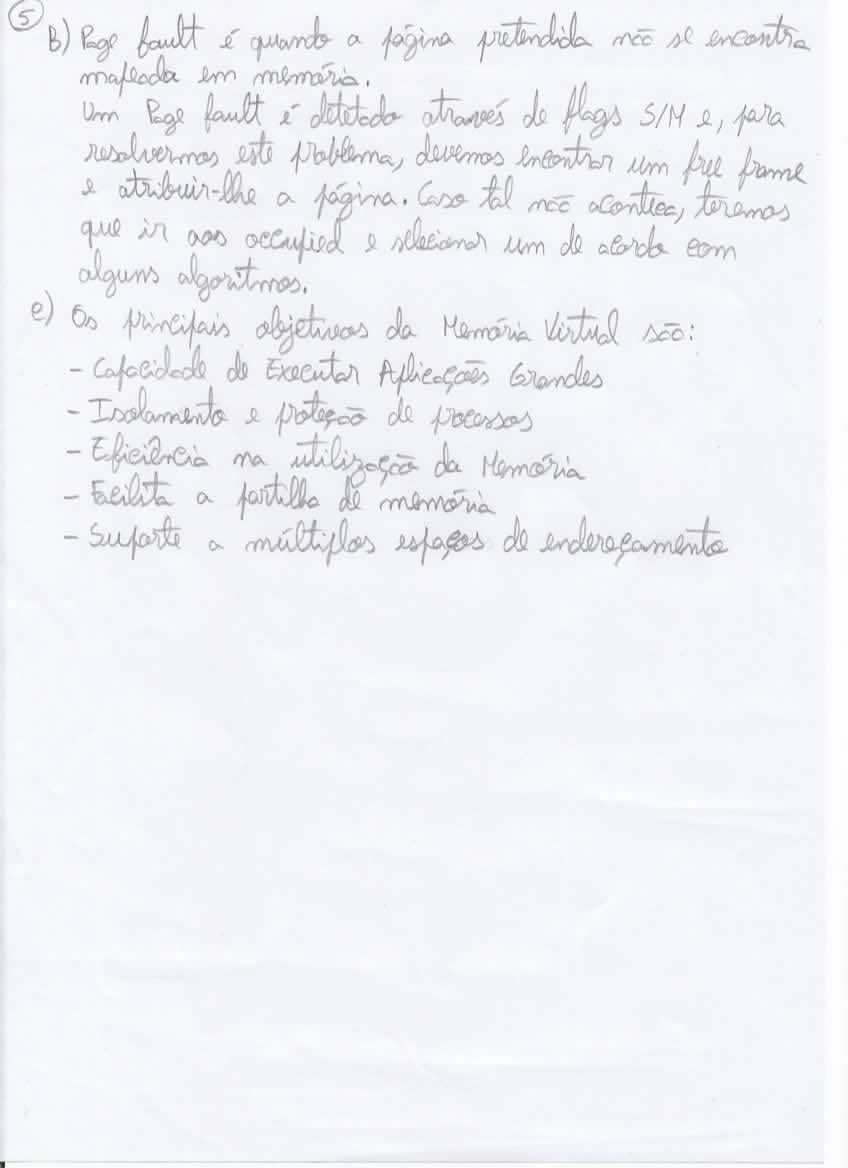 5
B) Page fault é quando a página pretendida não se encontra
mapeada em memória.
Um Page fault é detetado através de flags S/M e, para
resolvermos este problema, devemos encontrar um free frame
e atribuir-lhe a página. Caso tal não aconteça, teremos
que ir aos occupied e selecionar um de acordo com
alguns algoritmos.
e) Os principais objetivos da Memória Virtual são:
- Capacidade de Executar Aplicações Grandes
- Isolamento e proteção de processos
- Eficiência na utilização da Memória
- Facilita a partilha de memória
- Suporte a múltiplos espaços de endereçamento